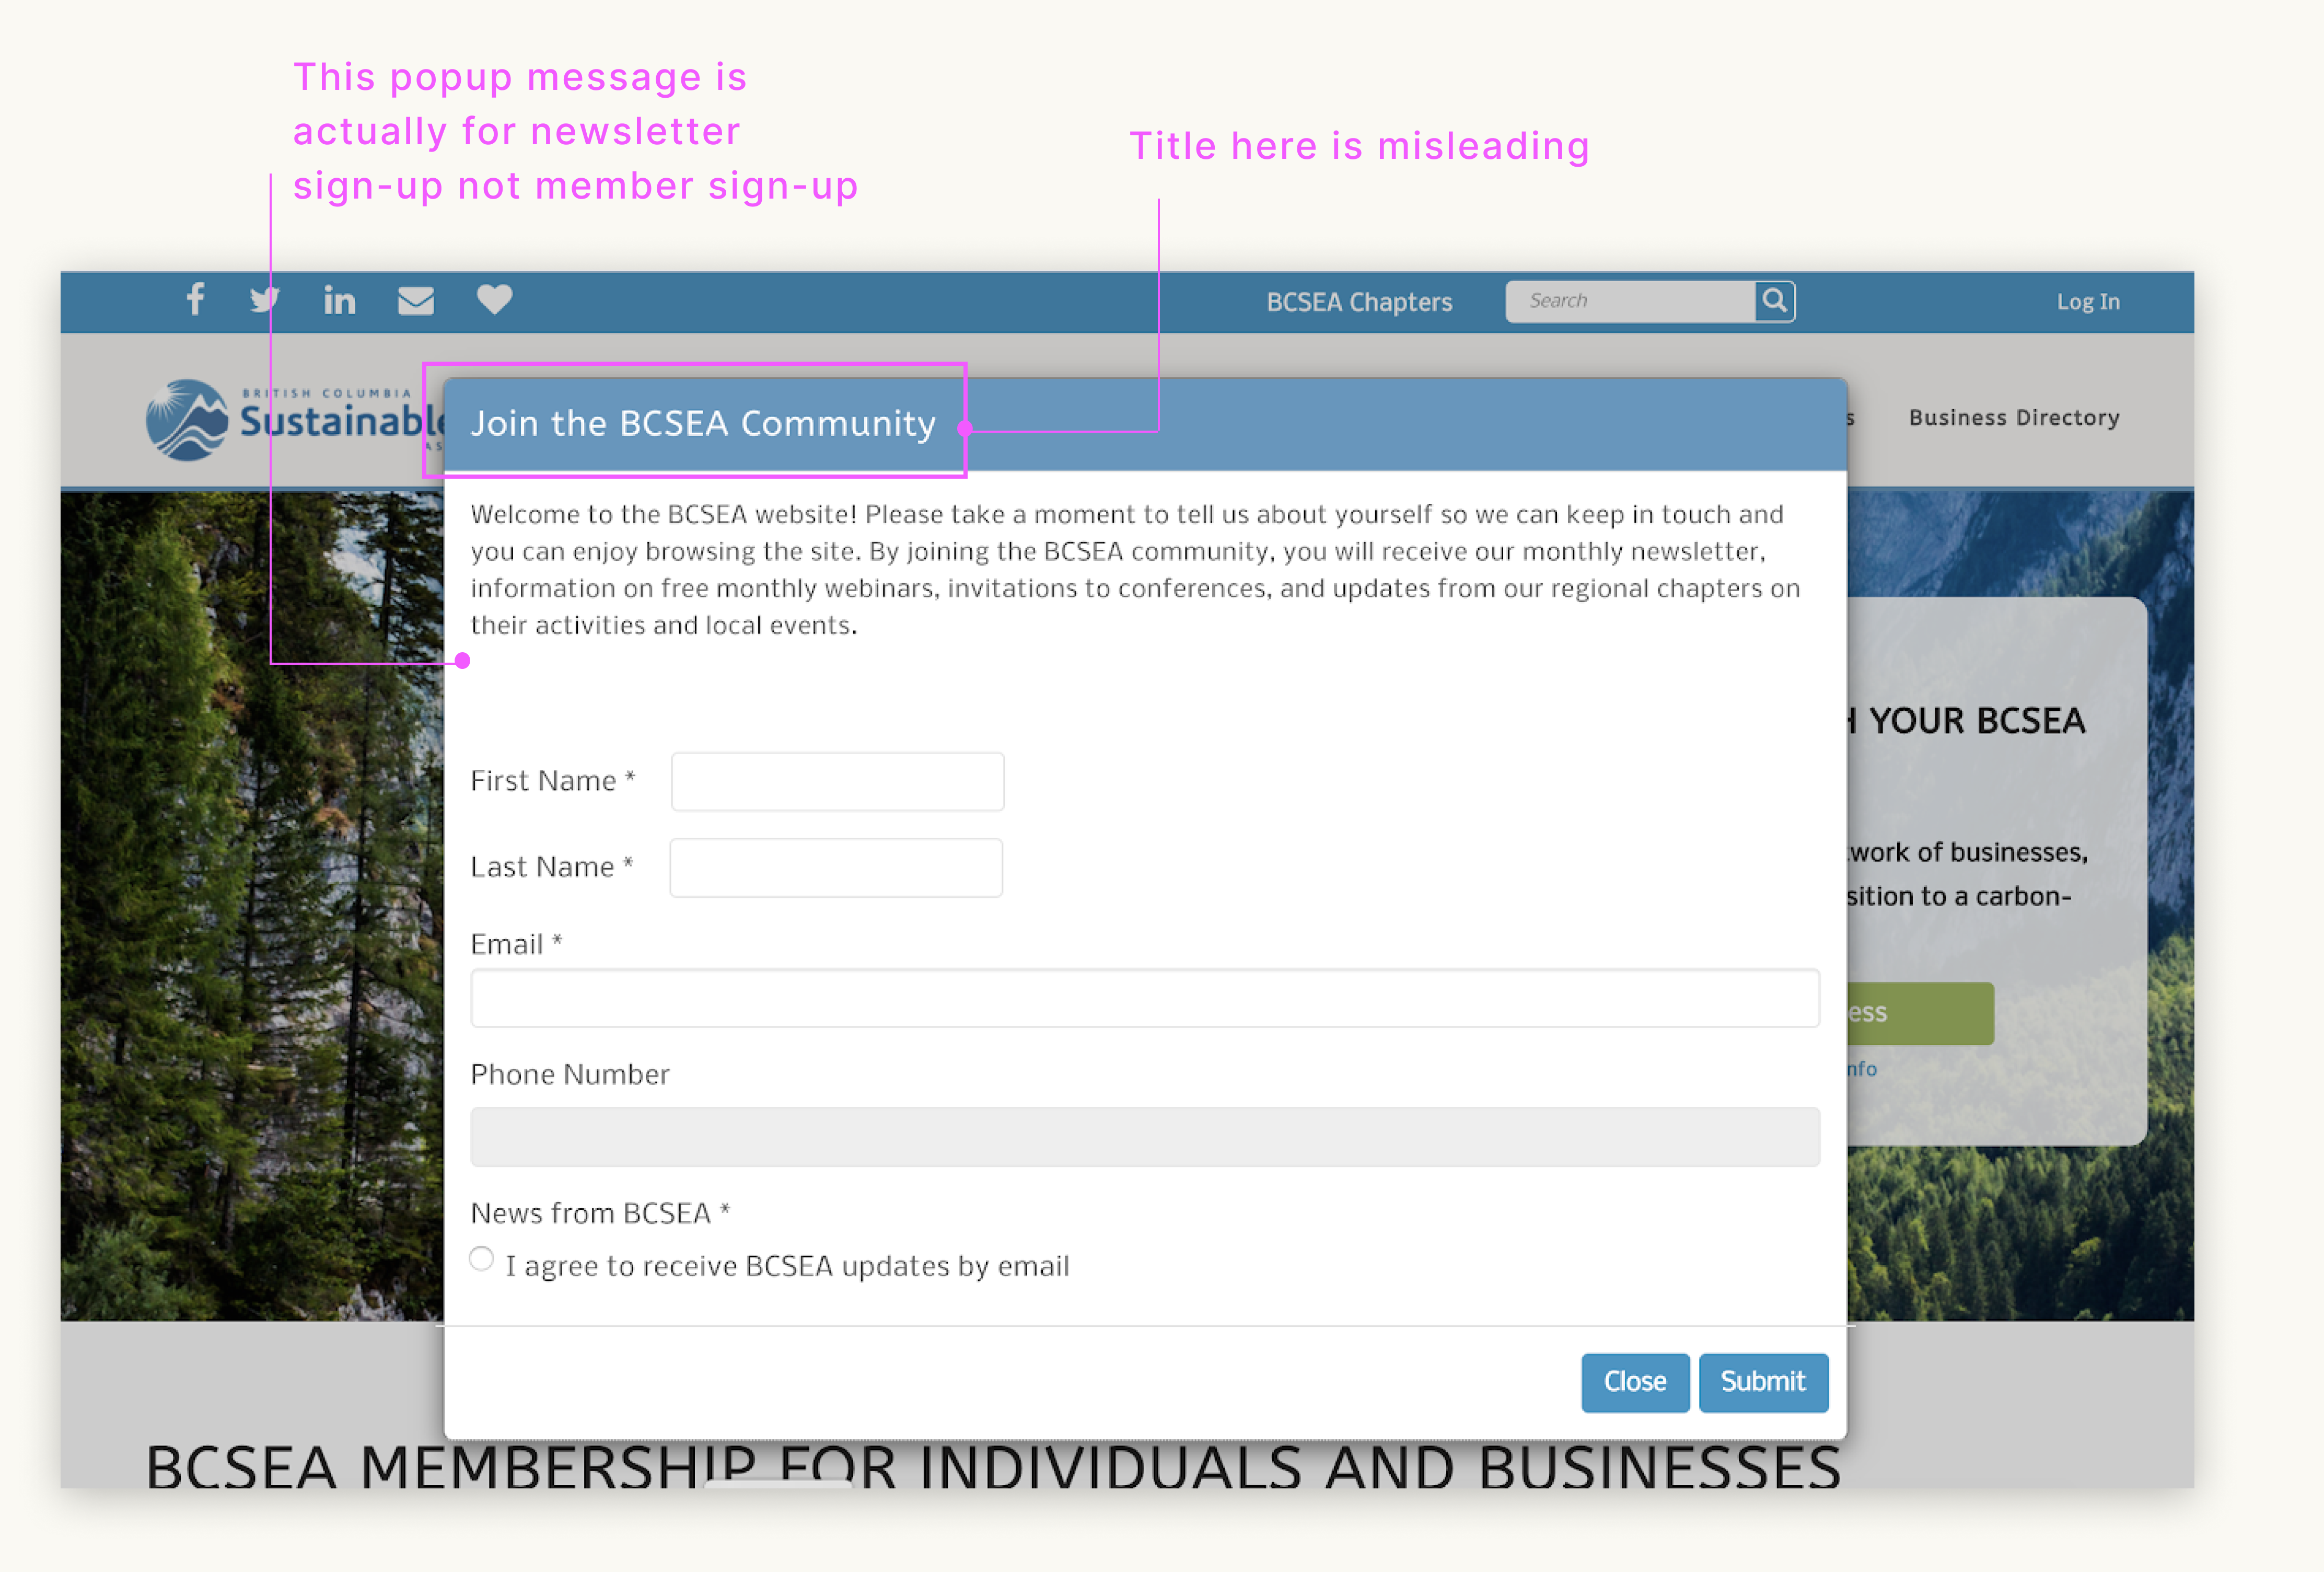 This popup message is
actually for newsletter
sign-up not member sign-up
Title here is misleading
BCSEA Chapters
Search
Log In
BRITISH COLUMBIA
Sustainable
AS
Join the BCSEA Community
s
Business Directory
Welcome to the BCSEA website! Please take a moment to tell us about yourself so we can keep in touch and
you can enjoy browsing the site. By joining the BCSEA community, you will receive our monthly newsletter,
information on free monthly webinars, invitations to conferences, and updates from our regional chapters on
their activities and local events.
H YOUR BCSEA
First Name *
Last Name *
work of businesses,
sition to a carbon-
Email *
ess
nfo
Phone Number
News from BCSEA *
I agree to receive BCSEA updates by email
Close
Submit
BCSEA MEMBERSHIP FOR INDIVIDUALS AND BUSINESSES